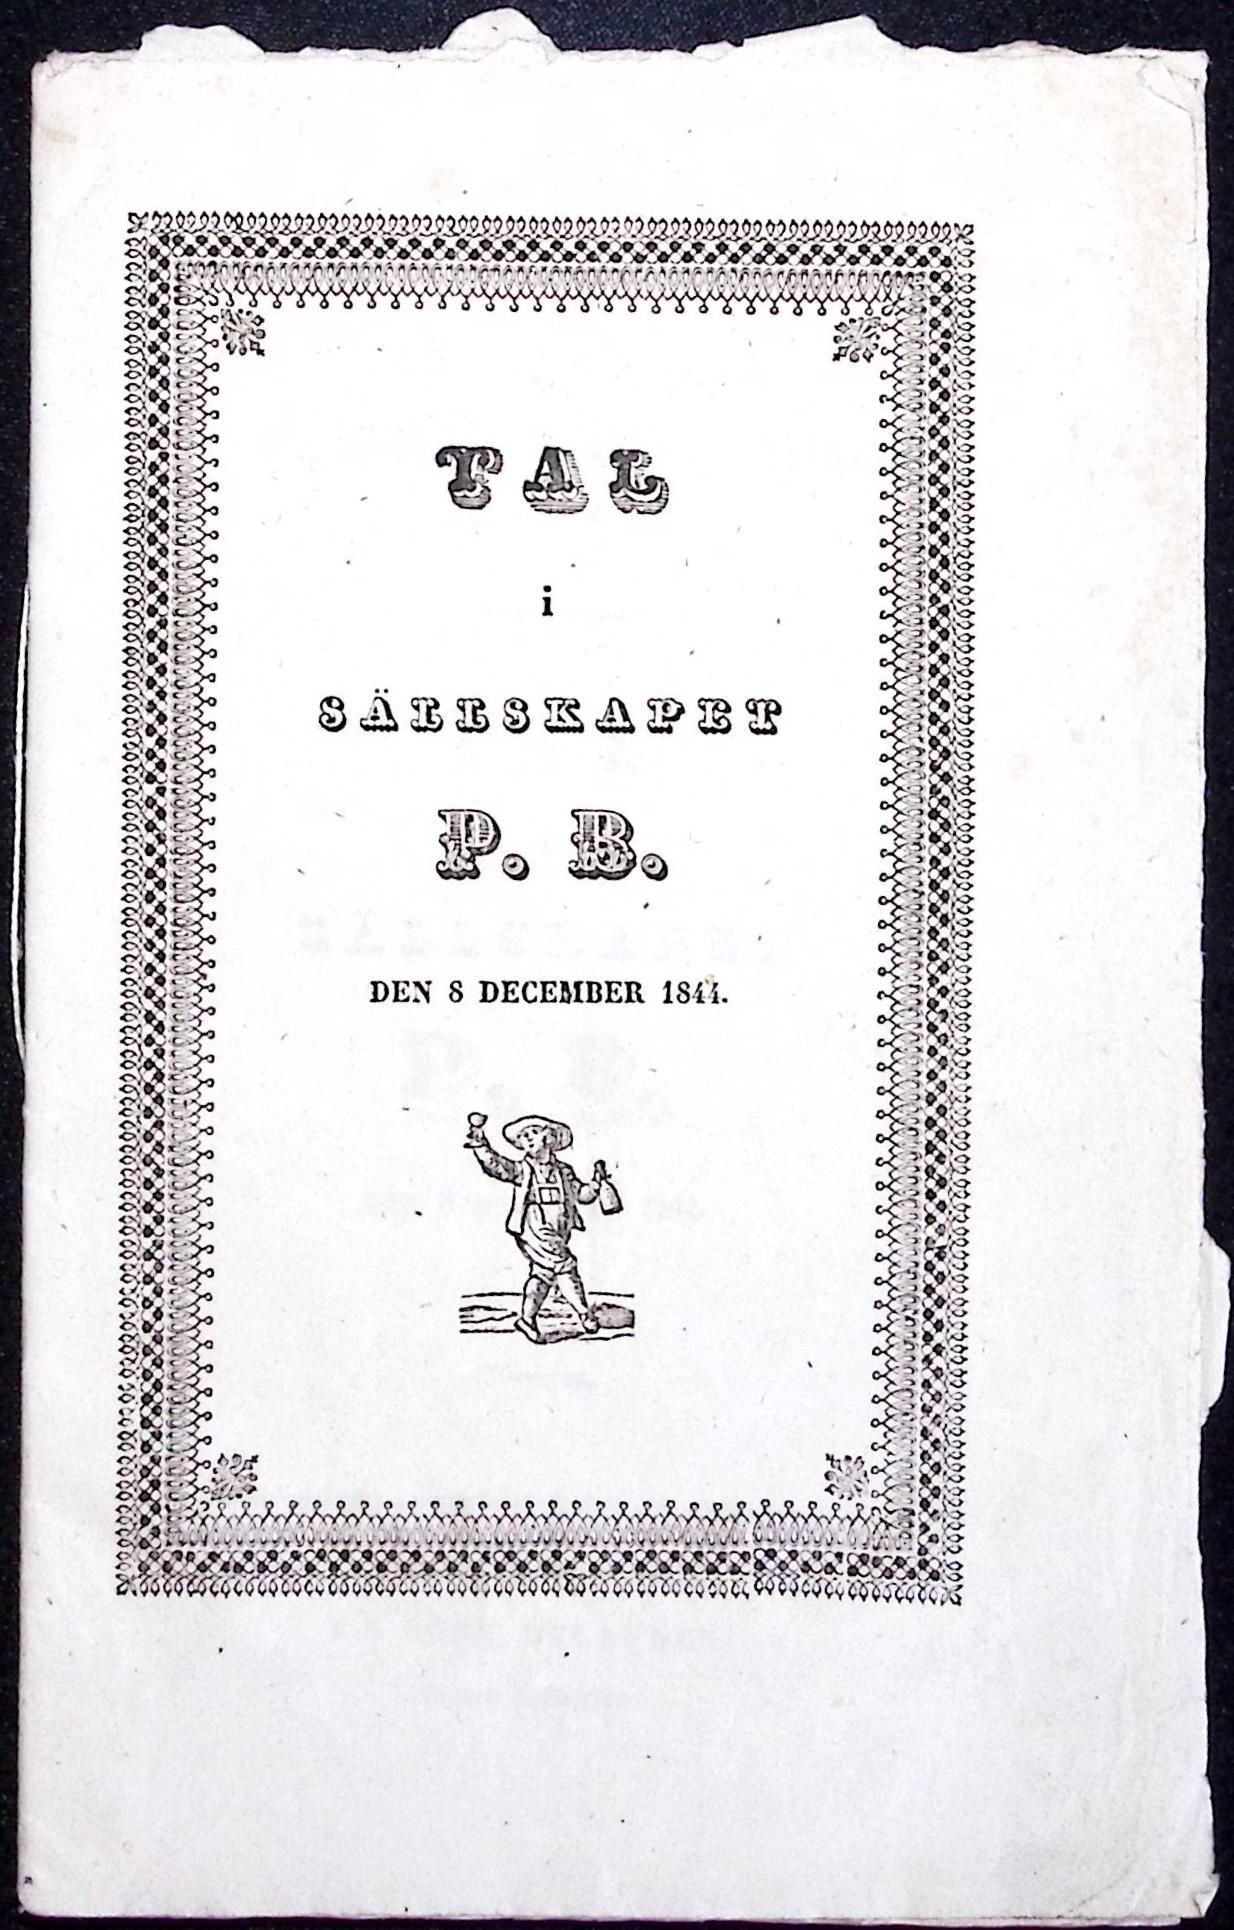 TAL
i
SÄLLSKAPET
P. B.
DEN 8 DECEMBER 1844.